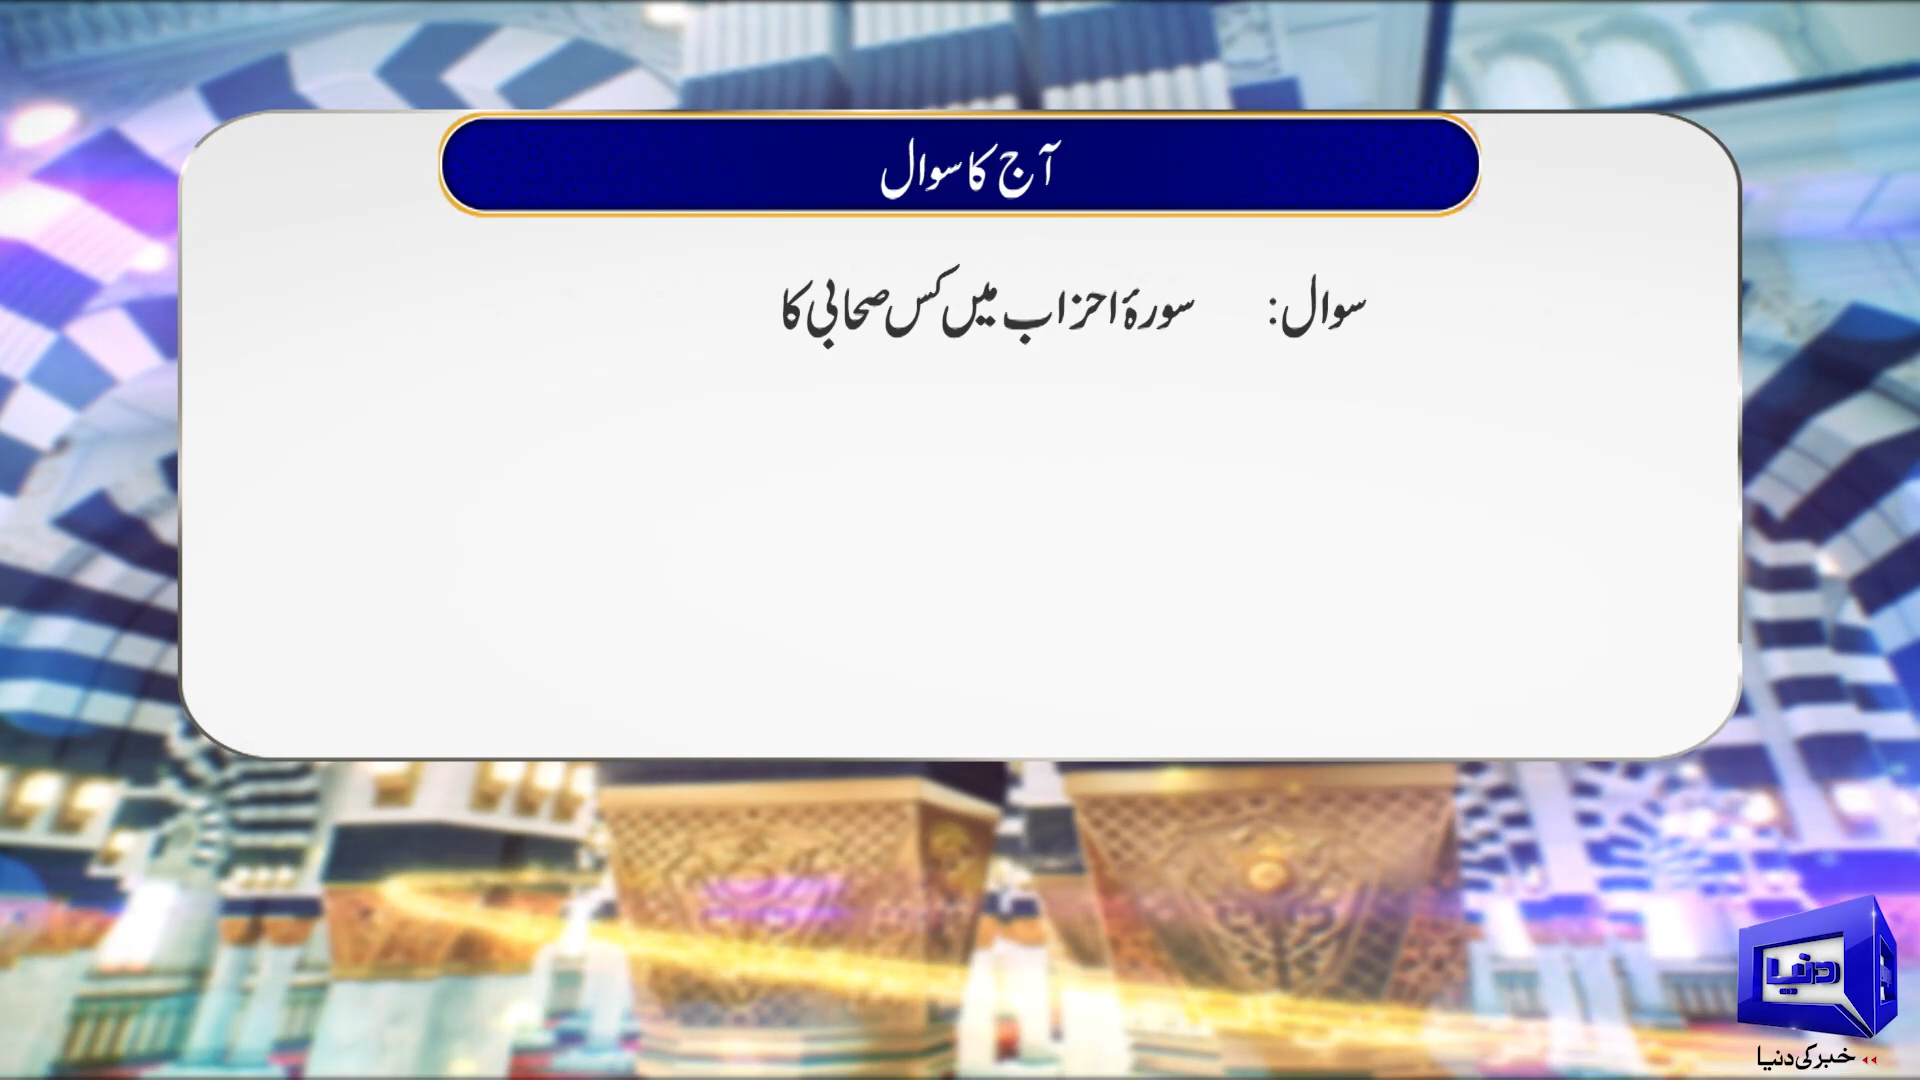 آج کا سوال
سوال: سورۂ احزاب میں کس صحابی کا
دنیا
خبر کی دنیا